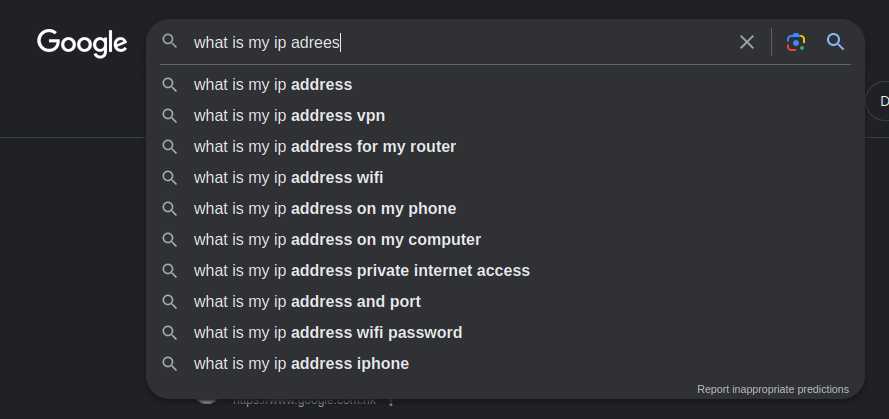 Google
what is my ip adrees
what is my ip address
what is my ip address vpn
D
what is my ip address for my router
what is my ip address wifi
what is my ip address on my phone
what is my ip address on my computer
what is my ip address private internet access
what is my ip address and port
what is my ip address wifi password
what is my ip address iphone
Report inappropriate predictions
https://www.google.com.hk